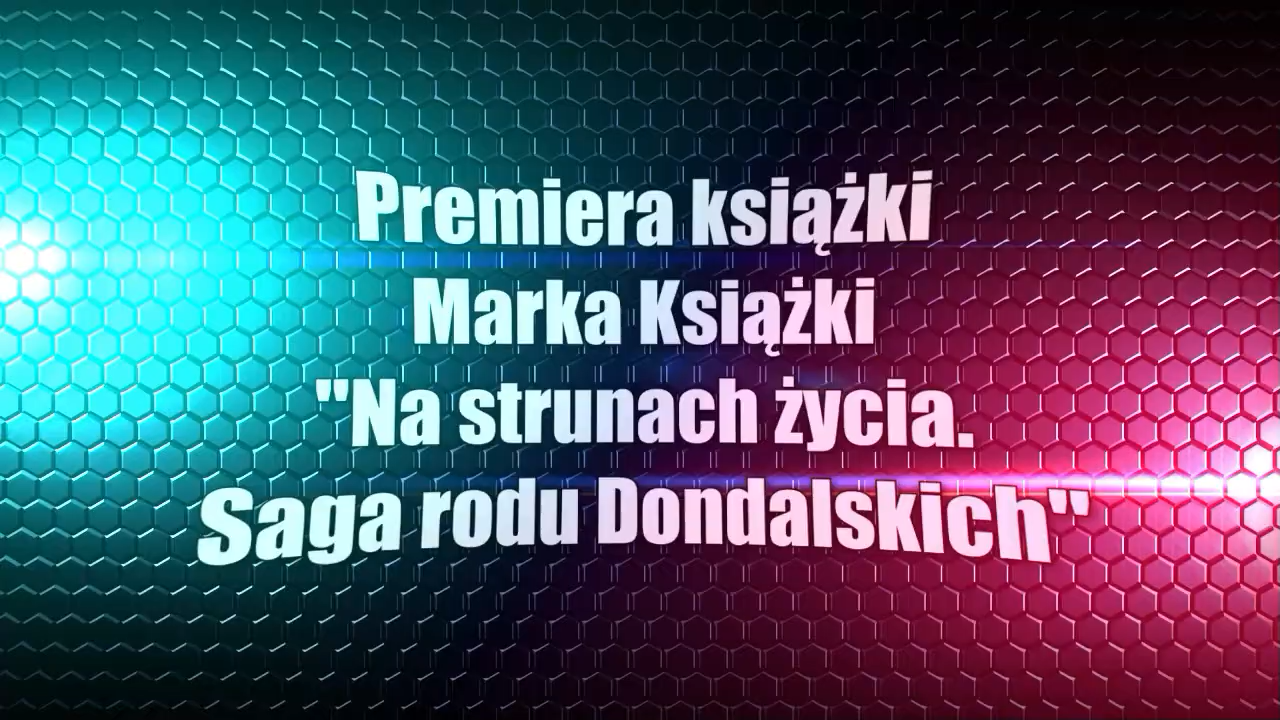 Premiera książki
Marka Książki
"Na strunach życia.
Saga rodu Dondalskich"